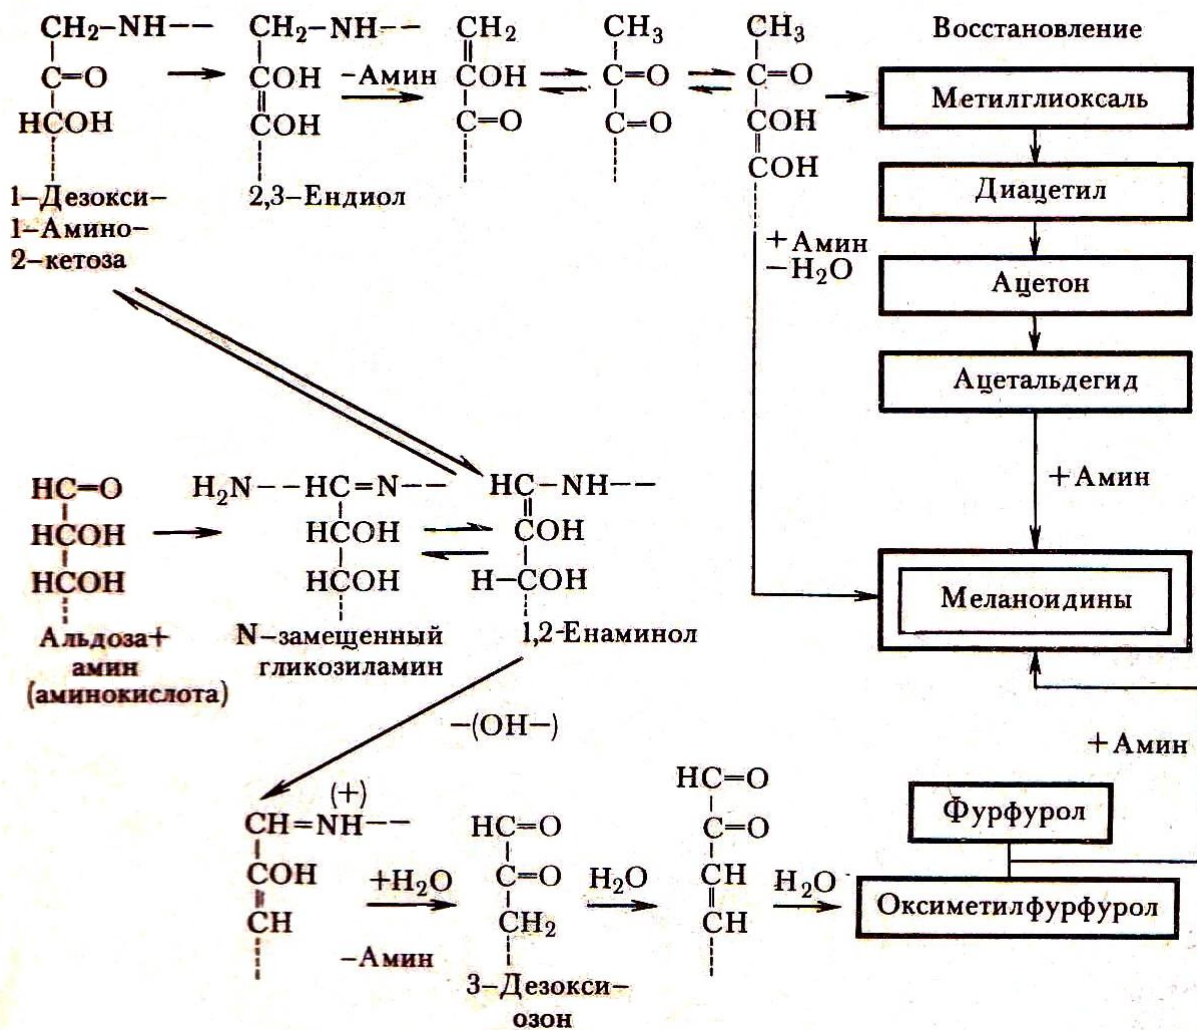 CH₂–NH–– CH₂–NH–– CH₂ CH₃ CH₃ Восстановление
C=O COH –Амин COH C=O C=O Метилглиоксаль
HCOH COH C=O C=O COH
COH
1–Дезокси–
1–Амино–
2–кетоза
2,3–Ендиол
Диацетил
+Амин
–H₂O
Ацетон
Ацетальдегид
+Амин
HC=O H₂N––HC=N–– HC–NH––
HCOH HCOH COH
HCOH HCOH H–COH
Меланоидины
Альдоза+
амин
(аминокислота)
N–замещенный
гликозиламин
1,2-Енаминол
–(OH–)
+Амин
(+)
CH=NH––
COH
CH
+H₂O
–Амин
HC=O
C=O
CH₂
3–Дезокси–
озон
H₂O
HC=O
C=O
CH
CH
H₂O
Фурфурол
Оксиметилфурфурол